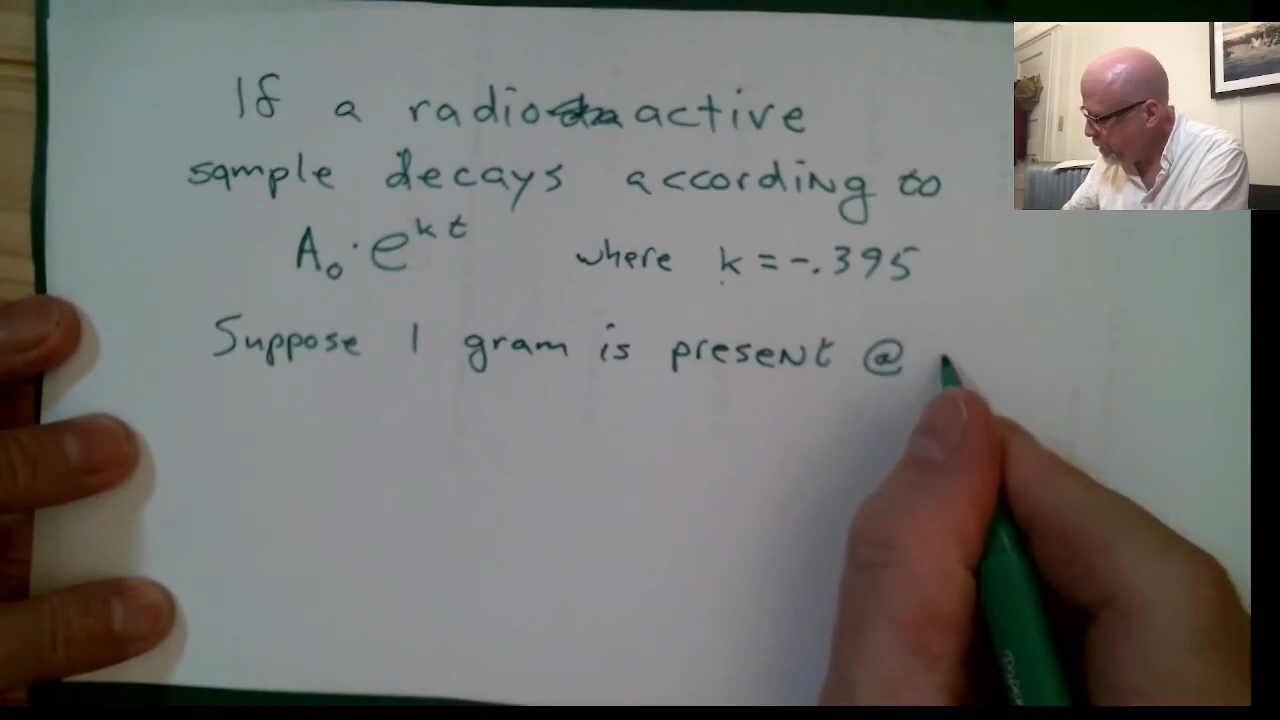 If a radioactive
sample decays according to
A₀ · e^{kt} where k = -.395
Suppose 1 gram is present @